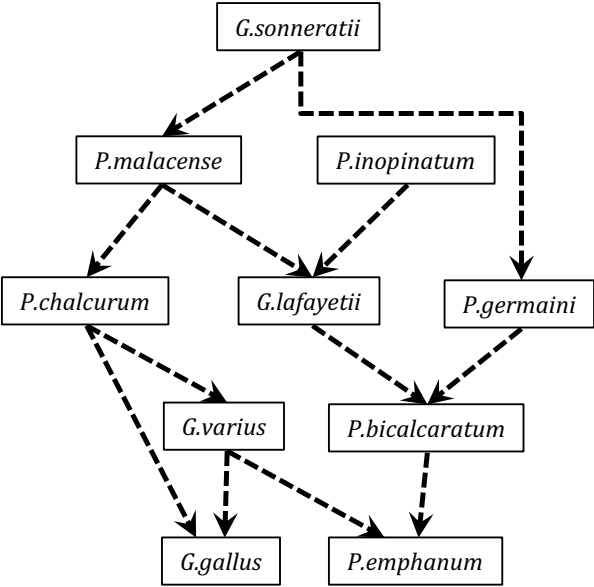 G.sonneratii
P.malacense
P.inopinatum
P.chalcurum
G.lafayetii
P.germaini
G.varius
P.bicalcaratum
G.gallus
P.emphanum